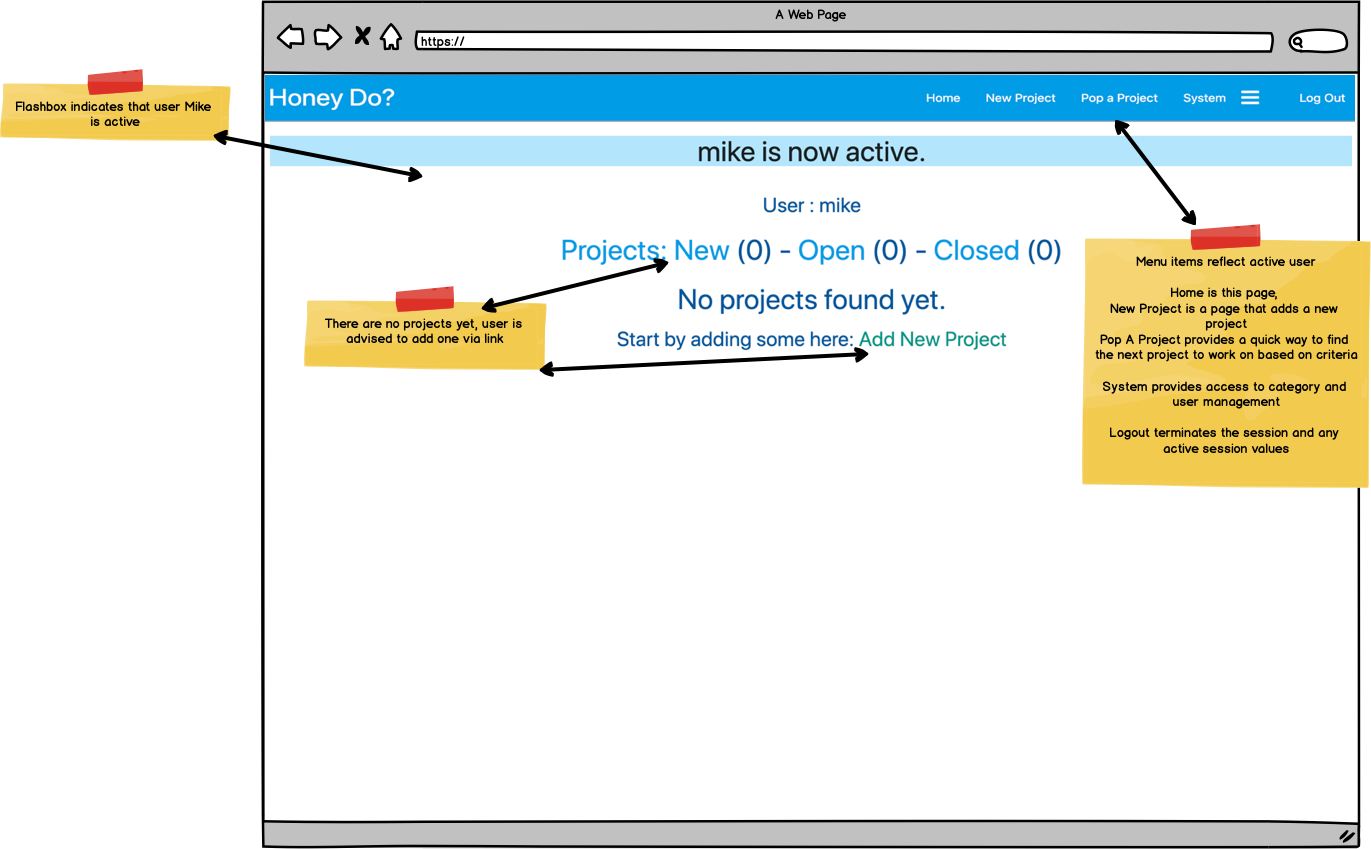 A Web Page
https://
Honey Do?
Home
New Project
Pop a Project
System
Log Out
Flashbox indicates that user Mike
is active
mike is now active.
User : mike
Projects: New (0) - Open (0) - Closed (0)
No projects found yet.
Start by adding some here: Add New Project
There are no projects yet, user is
advised to add one via link
Menu items reflect active user
Home is this page,
New Project is a page that adds a new
project
Pop A Project provides a quick way to find
the next project to work on based on criteria
System provides access to category and
user management
Logout terminates the session and any
active session values